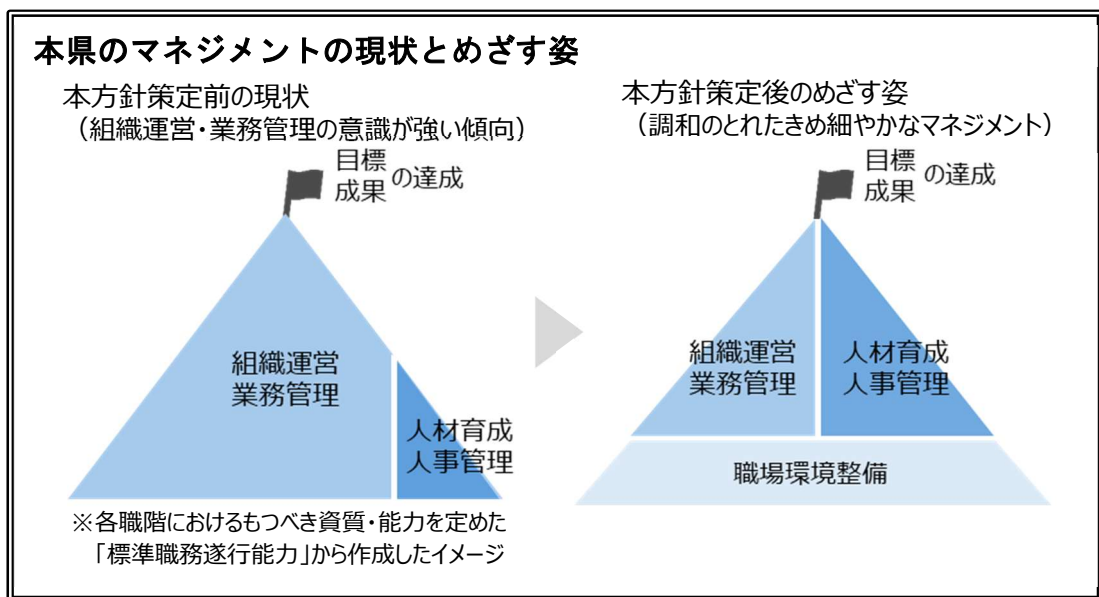 本県のマネジメントの現状とめざす姿
本方針策定前の現状
（組織運営・業務管理の意識が強い傾向）
目標
成果
の達成
組織運営
業務管理
人材育成
人事管理
※各職階におけるもつべき資質・能力を定めた
「標準職務遂行能力」から作成したイメージ
本方針策定後のめざす姿
（調和のとれたきめ細やかなマネジメント）
目標
成果
の達成
組織運営
業務管理
人材育成
人事管理
職場環境整備